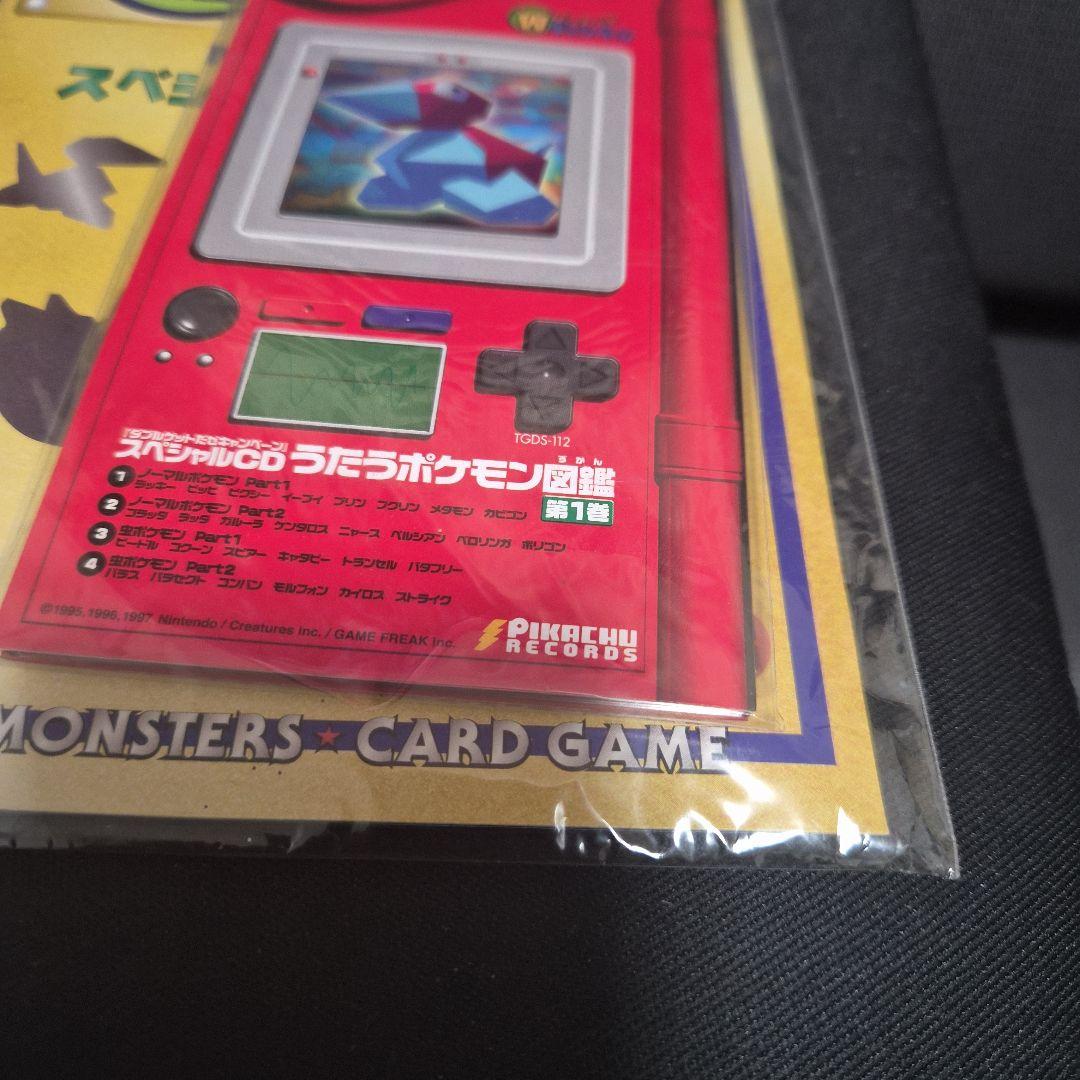 スペシ
TGDS-112
『ダブルゲットだぜキャンペーン』
スペシャルCD うたうポケモン図鑑
ずかん
第1巻
1 ノーマルポケモン Part1
ラッキー ピッピ ピクシー イーブイ プリン プクリン メタモン カビゴン
2 ノーマルポケモン Part2
コラッタ ラッタ ガルーラ ケンタロス ニャース ペルシアン ベロリンガ ポリゴン
3 虫ポケモン Part1
ビードル コクーン スピアー キャタピー トランセル バタフリー
4 虫ポケモン Part2
パラス パラセクト コンパン モルフォン カイロス ストライク
©1995, 1996, 1997 Nintendo / Creatures inc. / GAME FREAK inc.
PIKACHU
RECORDS
MONSTERS ★ CARD GAME